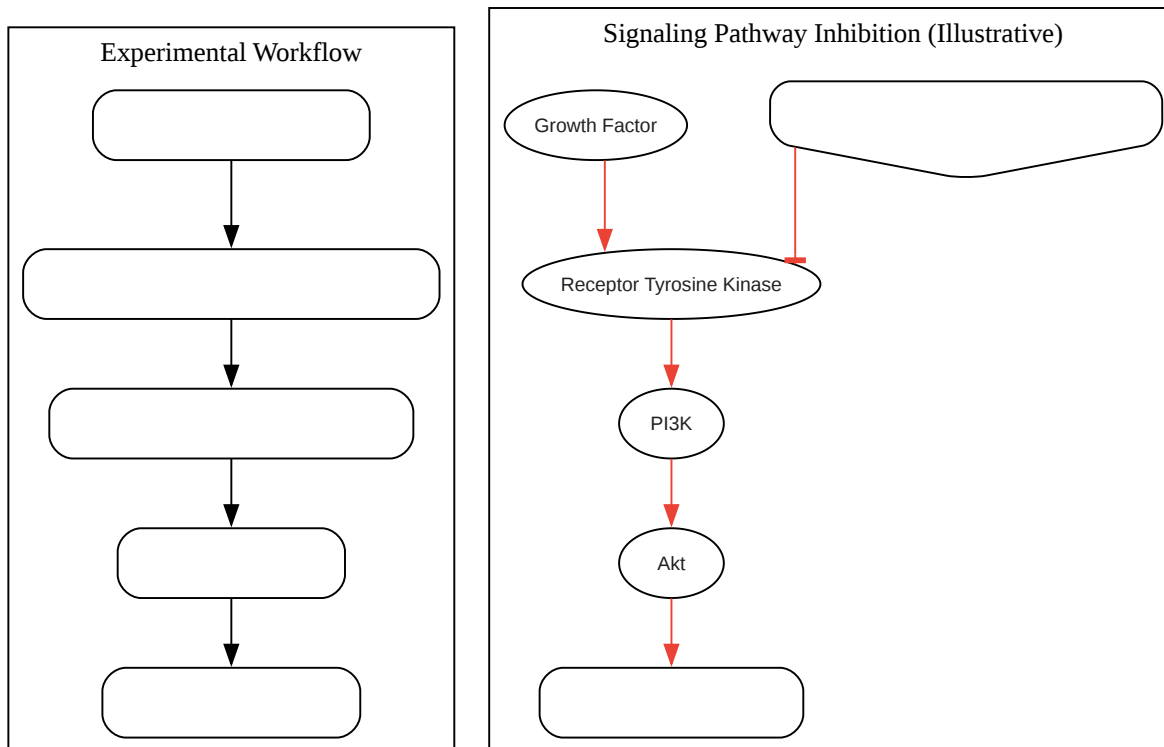 Experimental Workflow
Signaling Pathway Inhibition (Illustrative)
Growth Factor
Receptor Tyrosine Kinase
PI3K
Akt